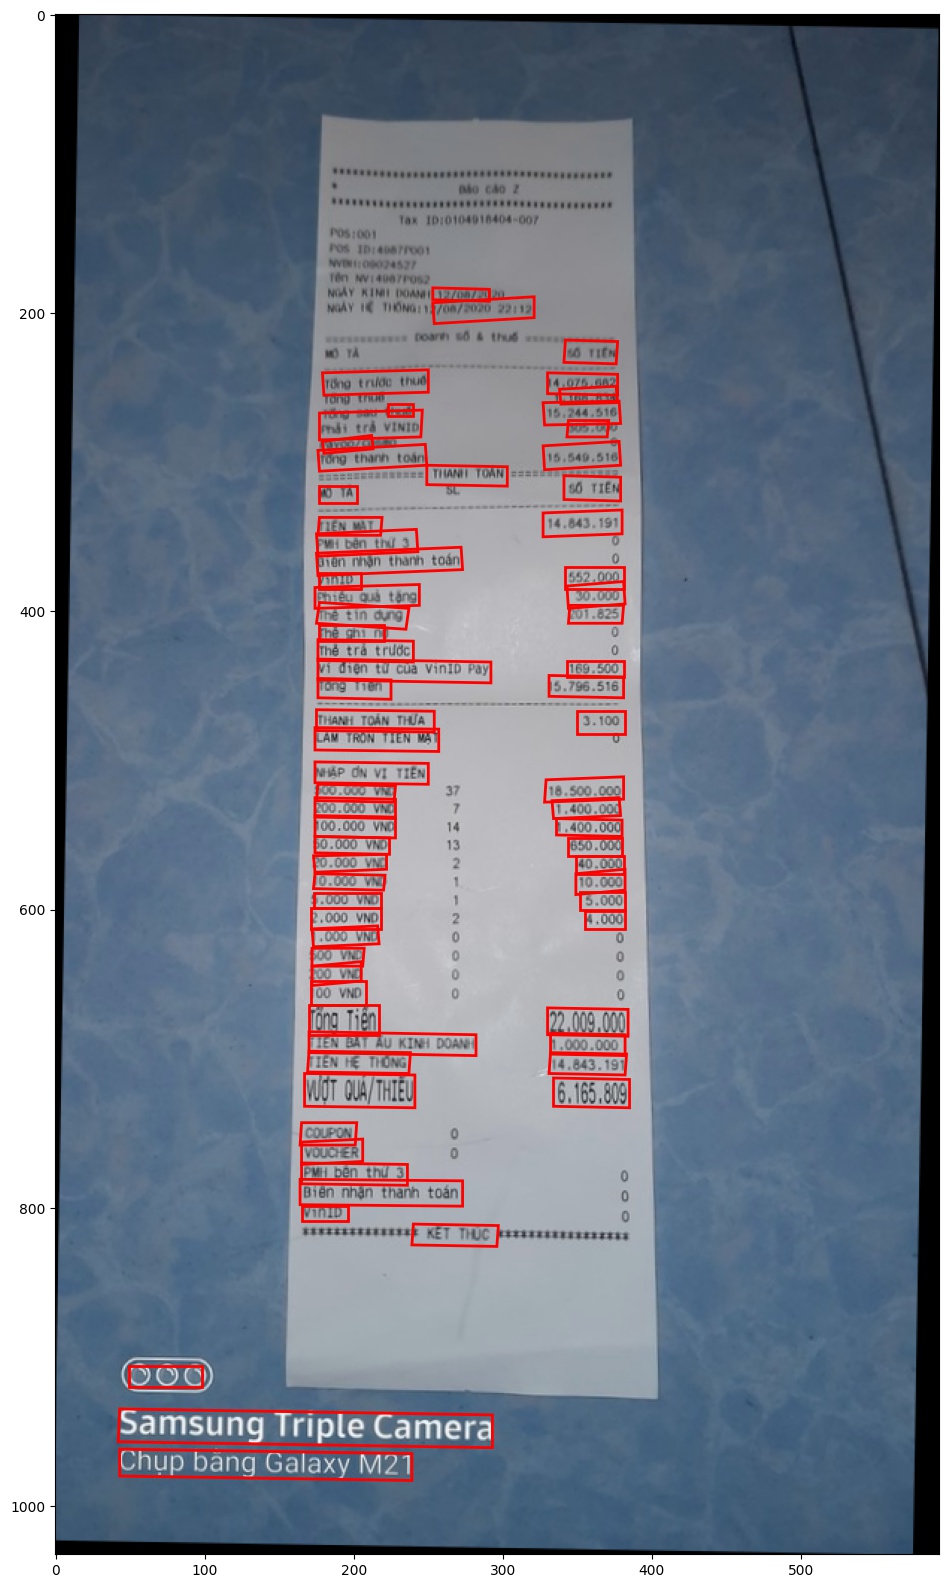 0
200
400
600
800
1000
0 100 200 300 400 500
****************************************
* Báo cáo Z
****************************************
Tax ID:0104918404-007
POS:001
POS ID:4987P001
NVBH:09024527
Tên NV:4987POS2
NGÀY KINH DOANH 12/08/2020
NGÀY HỆ THỐNG:12/08/2020 22:12
============ Doanh số & thuế ============
MÔ TẢ SỐ TIỀN
Tổng trước thuế 14.075.682
Tổng thuế
Tổng sau thuế 15.244.516
Phải trả VINID 305.000
0
Tổng thanh toán 15.549.516
============== THANH TOÁN ==============
MÔ TẢ SL SỐ TIỀN
TIỀN MẶT 14.843.191
PMH bên thứ 3 0
Biên nhận thanh toán 0
VinID 552.000
Phiếu quà tặng 30.000
Thẻ tín dụng 201.825
Thẻ ghi nợ 0
Thẻ trả trước 0
Ví điện tử của VinID Pay 169.500
Tổng Tiền 15.796.516
THANH TOÁN THỪA 3.100
LÀM TRÒN TIỀN MẶT 0
NHẬP ƠN VỊ TIỀN
500.000 VND 37 18.500.000
200.000 VND 7 1.400.000
100.000 VND 14 1.400.000
50.000 VND 13 650.000
20.000 VND 2 40.000
10.000 VND 1 10.000
5.000 VND 1 5.000
2.000 VND 2 4.000
1.000 VND 0 0
500 VND 0 0
200 VND 0 0
100 VND 0 0
Tổng Tiền 22.009.000
TIỀN BẮT ẦU KINH DOANH 1.000.000
TIỀN HỆ THỐNG 14.843.191
VƯỢT QUÁ/THIẾU 6.165.809
COUPON 0
VOUCHER 0
PMH bên thứ 3 0
Biên nhận thanh toán 0
VinID 0
***************** KẾT THÚC *******************
Samsung Triple Camera
Chụp bằng Galaxy M21